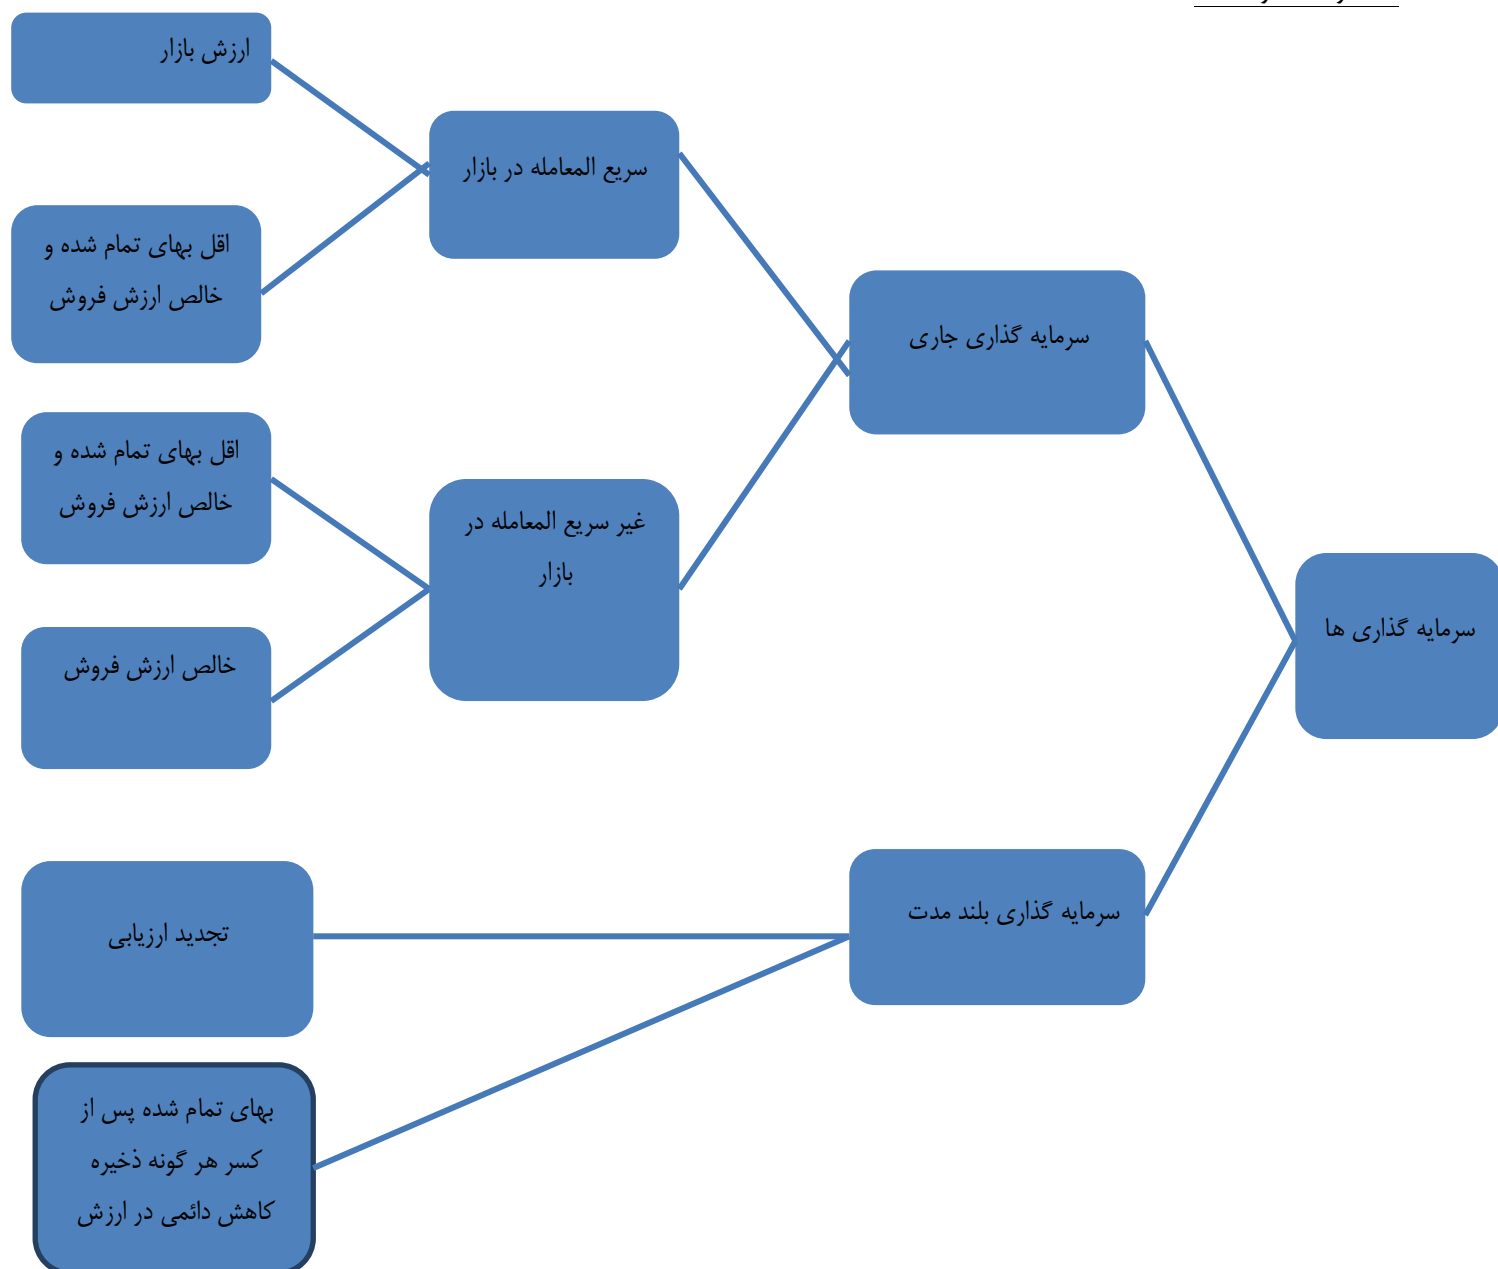 ارزش بازار
سریع المعامله در بازار
اقل بهای تمام شده و
خالص ارزش فروش
سرمایه گذاری جاری
اقل بهای تمام شده و
خالص ارزش فروش
غیر سریع المعامله در
بازار
سرمایه گذاری ها
خالص ارزش فروش
سرمایه گذاری بلند مدت
تجدید ارزیابی
بهای تمام شده پس از
کسر هر گونه ذخیره
کاهش دائمی در ارزش